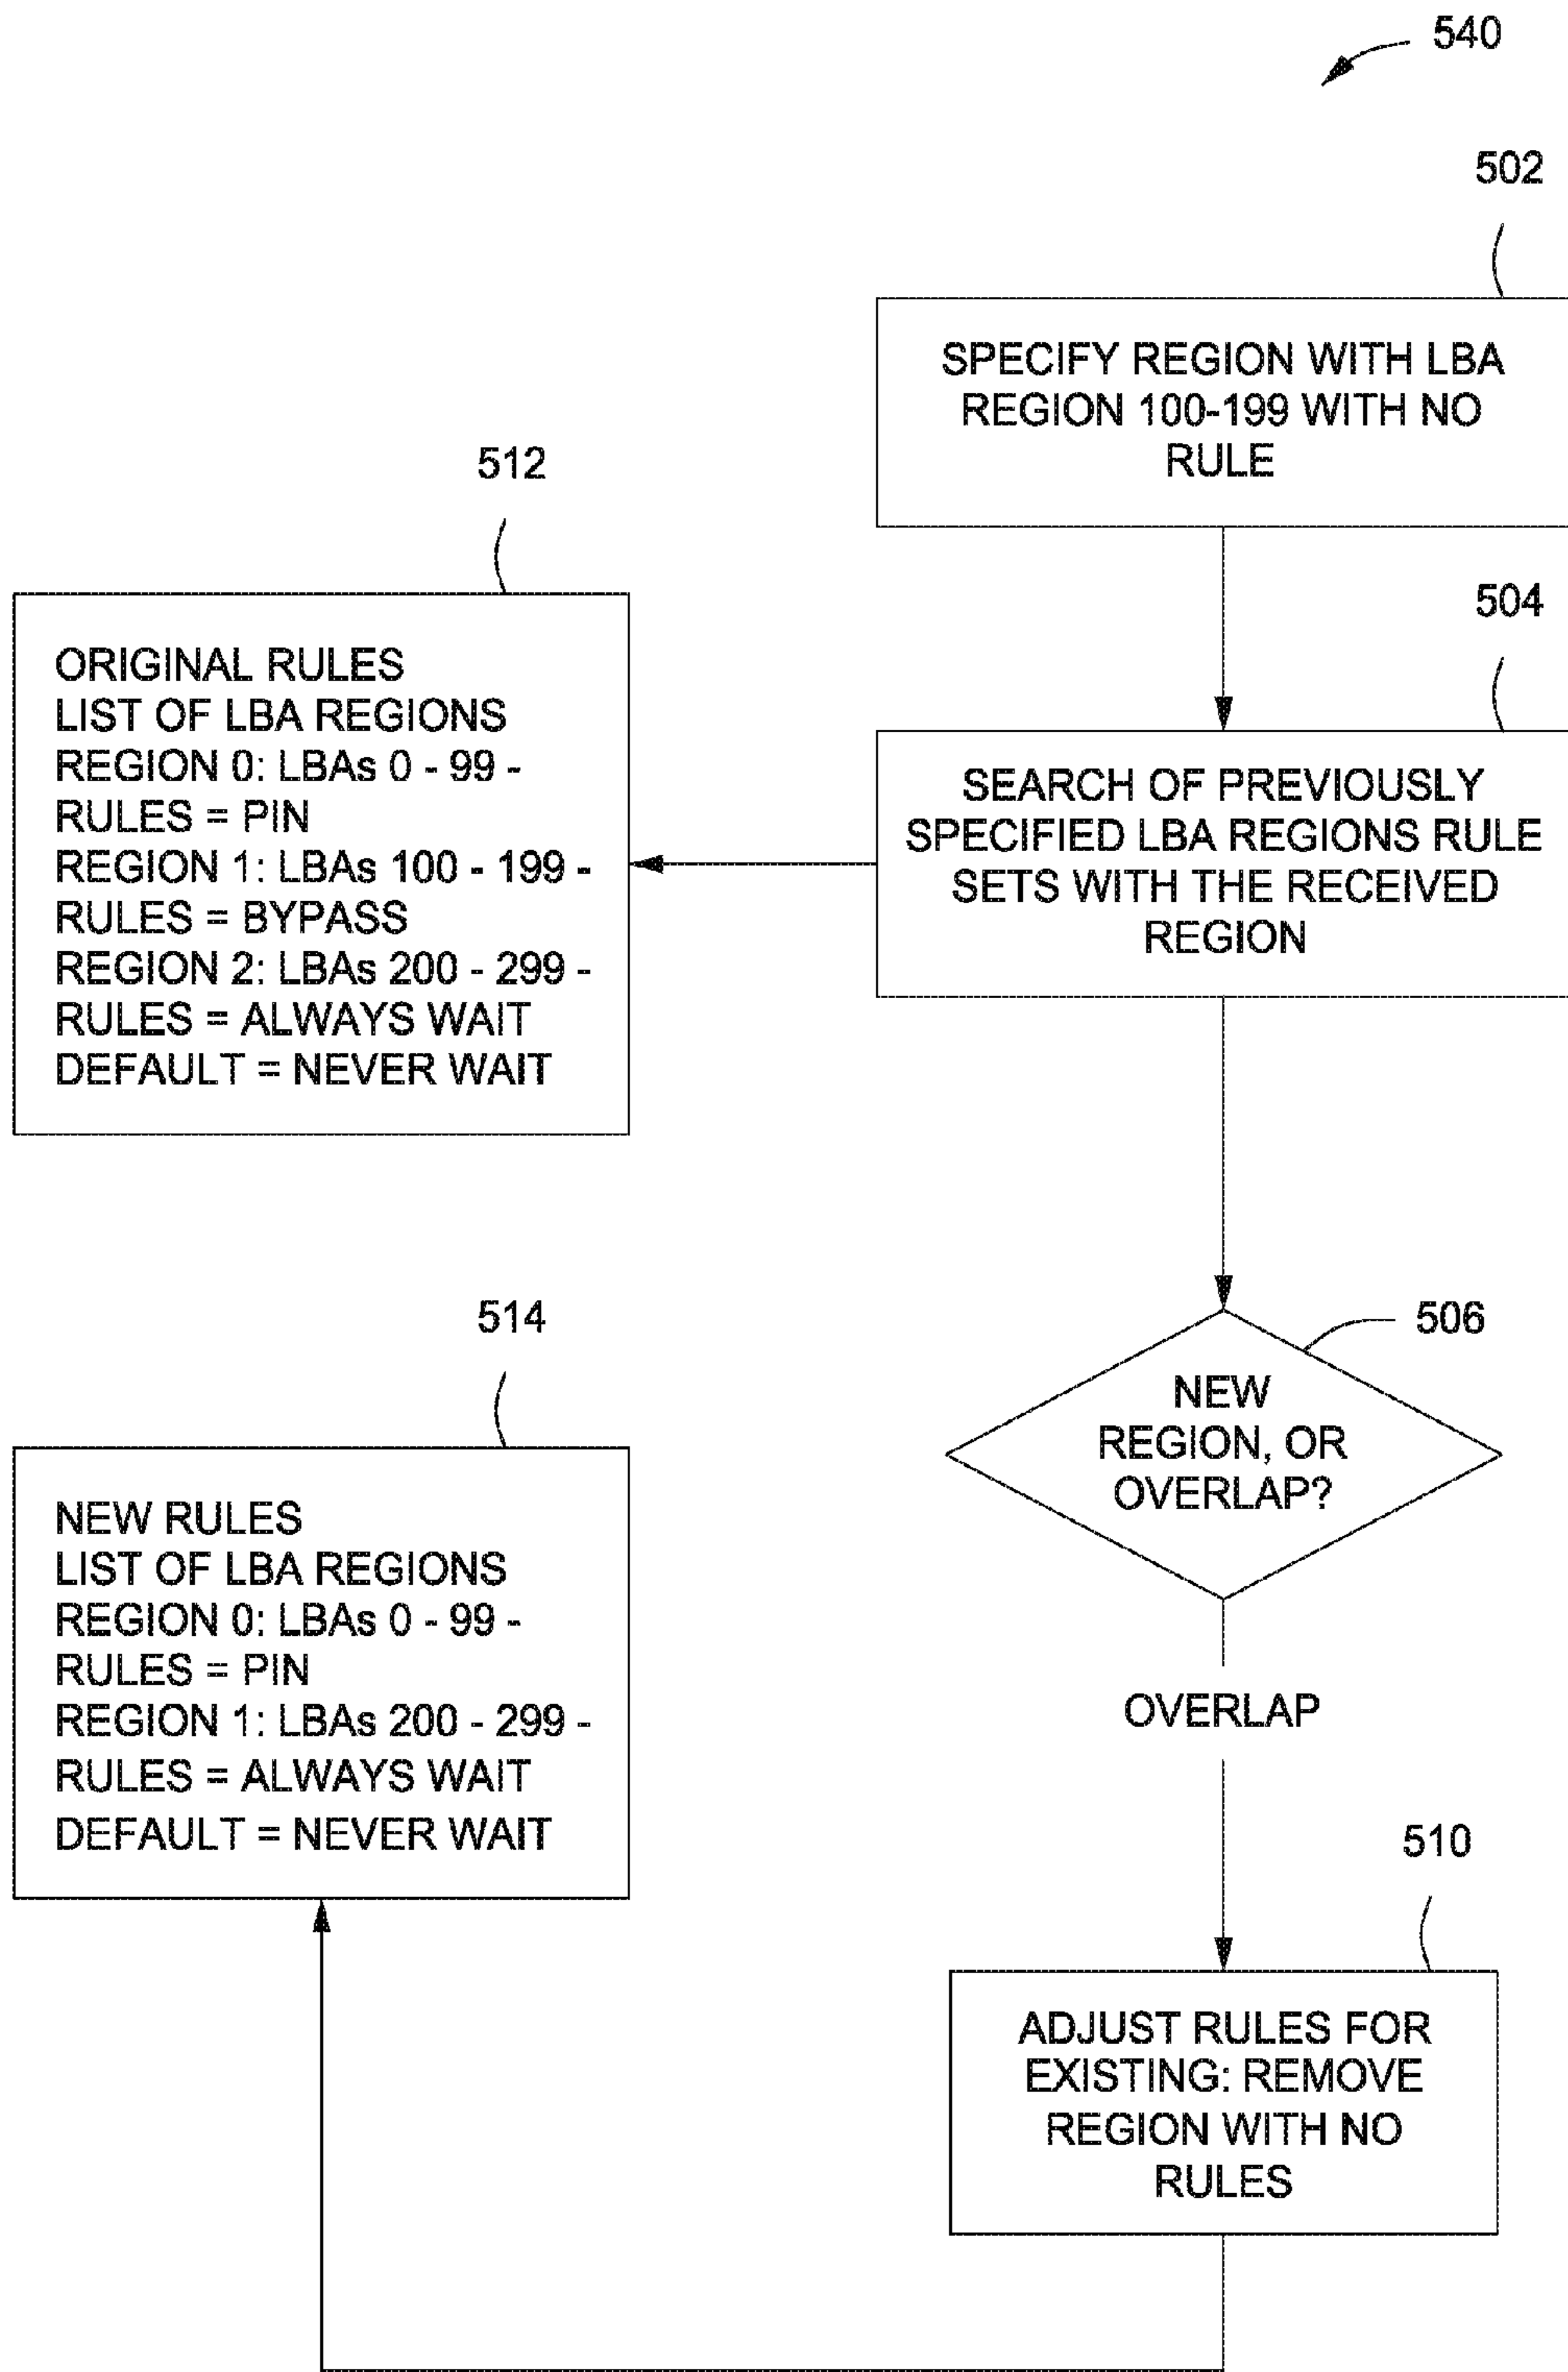 540
502
SPECIFY REGION WITH LBA
REGION 100-199 WITH NO
RULE
512
ORIGINAL RULES
LIST OF LBA REGIONS
REGION 0: LBAs 0 - 99 -
RULES = PIN
REGION 1: LBAs 100 - 199 -
RULES = BYPASS
REGION 2: LBAs 200 - 299 -
RULES = ALWAYS WAIT
DEFAULT = NEVER WAIT
504
SEARCH OF PREVIOUSLY
SPECIFIED LBA REGIONS RULE
SETS WITH THE RECEIVED
REGION
506
NEW
REGION, OR
OVERLAP?
514
NEW RULES
LIST OF LBA REGIONS
REGION 0: LBAs 0 - 99 -
RULES = PIN
REGION 1: LBAs 200 - 299 -
RULES = ALWAYS WAIT
DEFAULT = NEVER WAIT
OVERLAP
510
ADJUST RULES FOR
EXISTING: REMOVE
REGION WITH NO
RULES